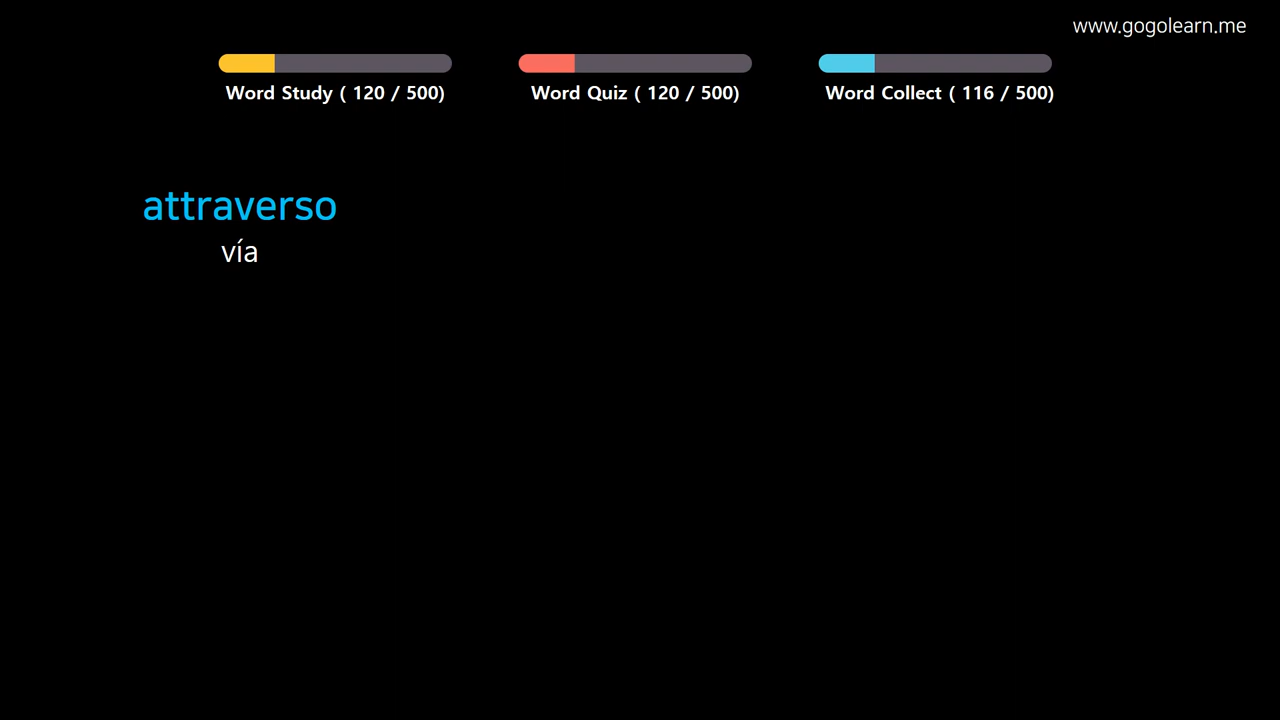 www.gogolearn.me
Word Study ( 120 / 500)
Word Quiz ( 120 / 500)
Word Collect ( 116 / 500)
attraverso
vía